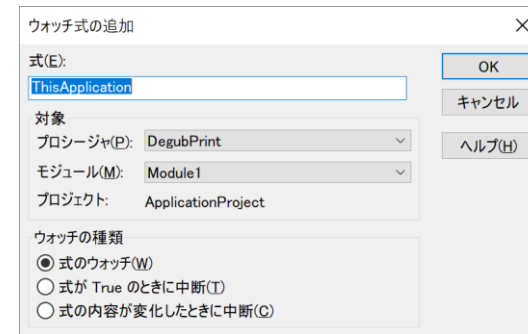 ウォッチ式の追加
式(E):
ThisApplication
OK
キャンセル
対象
プロシージャ(P): DegubPrint
ヘルプ(H)
モジュール(M): Module1
プロジェクト: ApplicationProject
ウォッチの種類
式のウォッチ(W)
式が True のときに中断(T)
式の内容が変化したときに中断(C)